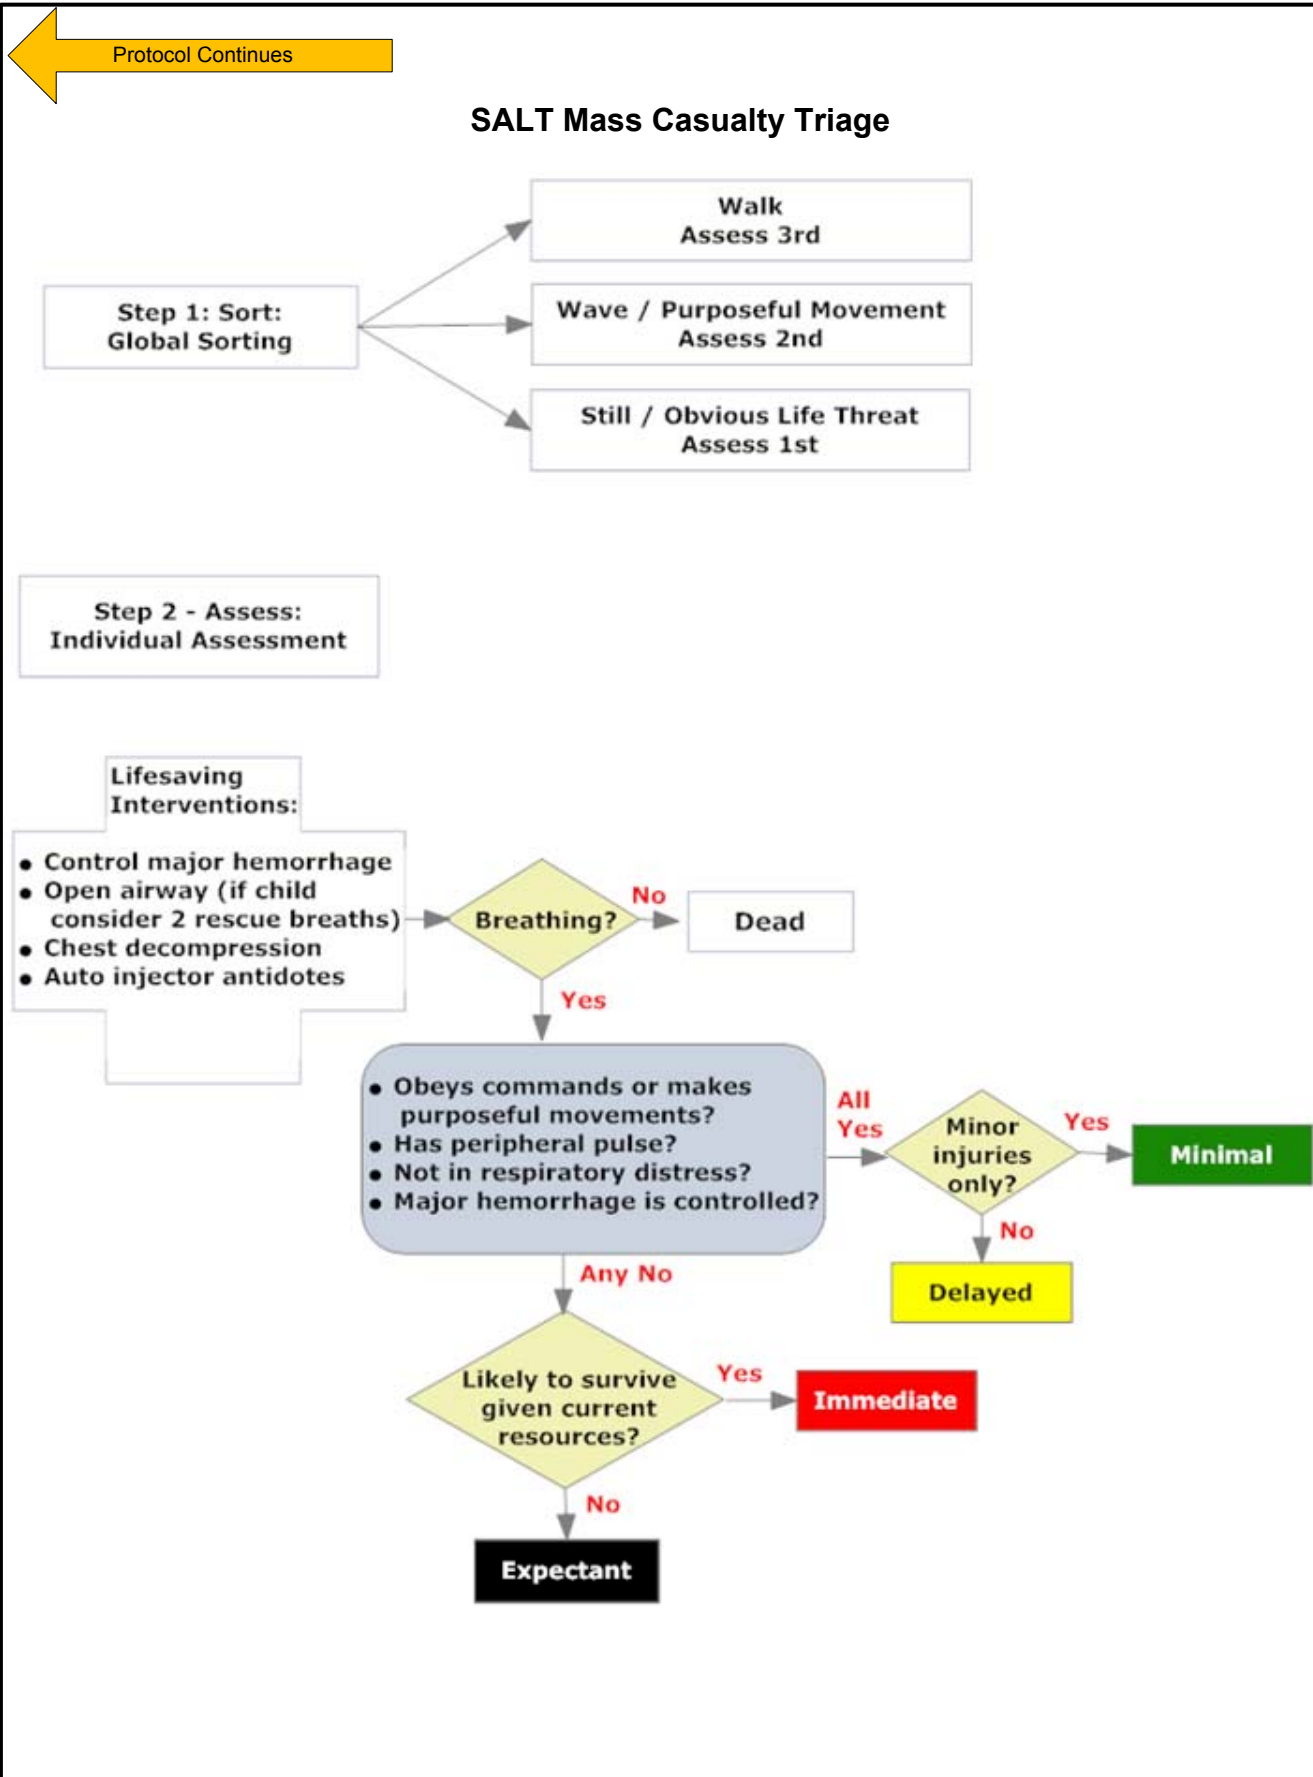 Protocol Continues
SALT Mass Casualty Triage
Walk
Assess 3rd
Step 1: Sort:
Global Sorting
Wave / Purposeful Movement
Assess 2nd
Still / Obvious Life Threat
Assess 1st
Step 2 - Assess:
Individual Assessment
Lifesaving
Interventions:
● Control major hemorrhage
● Open airway (if child
consider 2 rescue breaths)
● Chest decompression
● Auto injector antidotes
Breathing?
No
Dead
Yes
● Obeys commands or makes
purposeful movements?
● Has peripheral pulse?
● Not in respiratory distress?
● Major hemorrhage is controlled?
All
Yes
Minor
injuries
only?
Yes
Minimal
No
Delayed
Any No
Likely to survive
given current
resources?
Yes
Immediate
No
Expectant